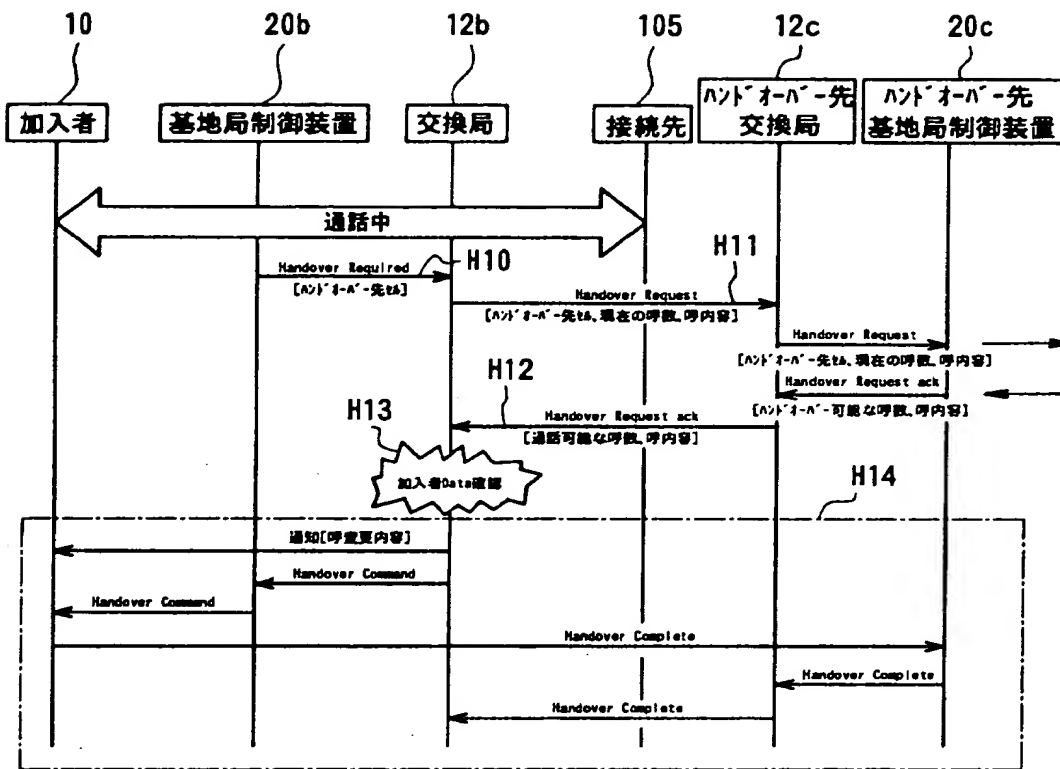 10
20b
12b
105
12c
20c
加入者
基地局制御装置
交換局
接続先
ハンドオーバー先
交換局
ハンドオーバー先
基地局制御装置
通話中
Handover Required
H10
[ハンドオーバー先セル]
H11
Handover Request
[ハンドオーバー先セル、現在の呼数、呼内容]
Handover Request
[ハンドオーバー先セル、現在の呼数、呼内容]
Handover Request ack
[ハンドオーバー可能な呼数、呼内容]
H12
Handover Request ack
[通話可能な呼数、呼内容]
H13
加入者Data確認
H14
通知[呼変更内容]
Handover Command
Handover Command
Handover Complete
Handover Complete
Handover Complete